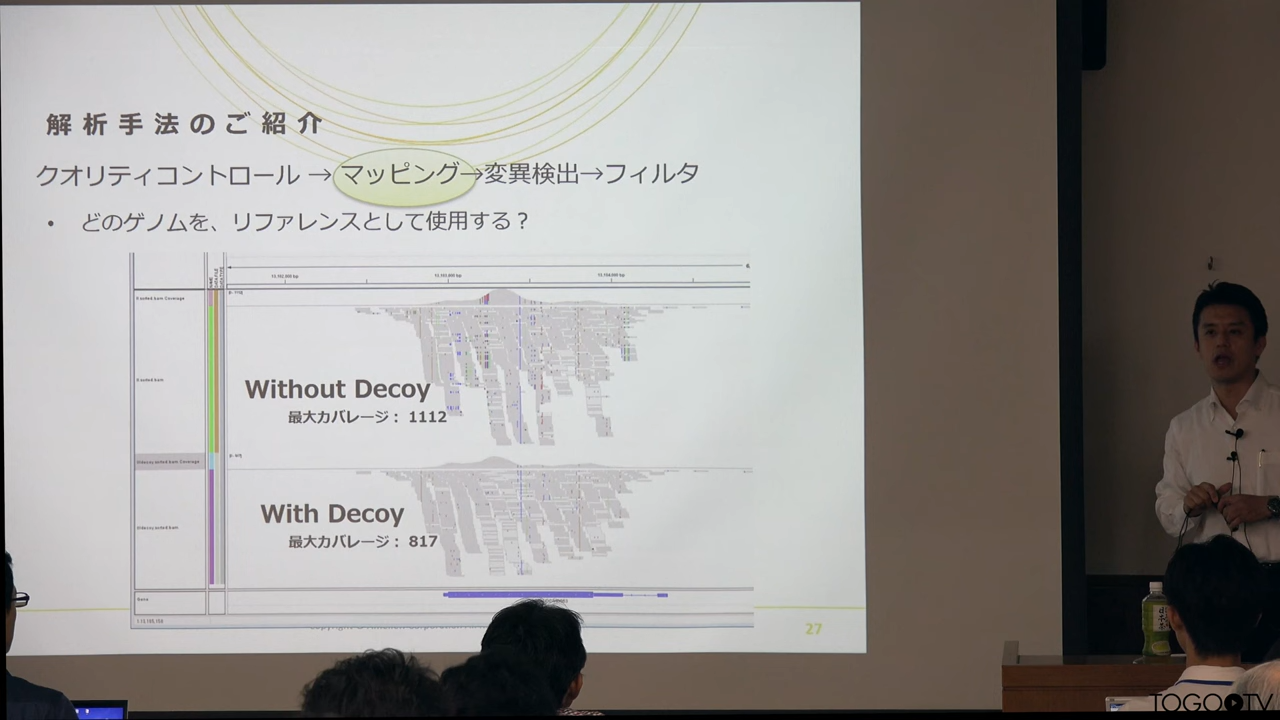 解析手法のご紹介
クオリティコントロール →マッピング→変異検出→フィルタ
• どのゲノムを、リファレンスとして使用する？
Without Decoy
最大カバレージ： 1112
With Decoy
最大カバレージ： 817
Gene
27
TOGO TV